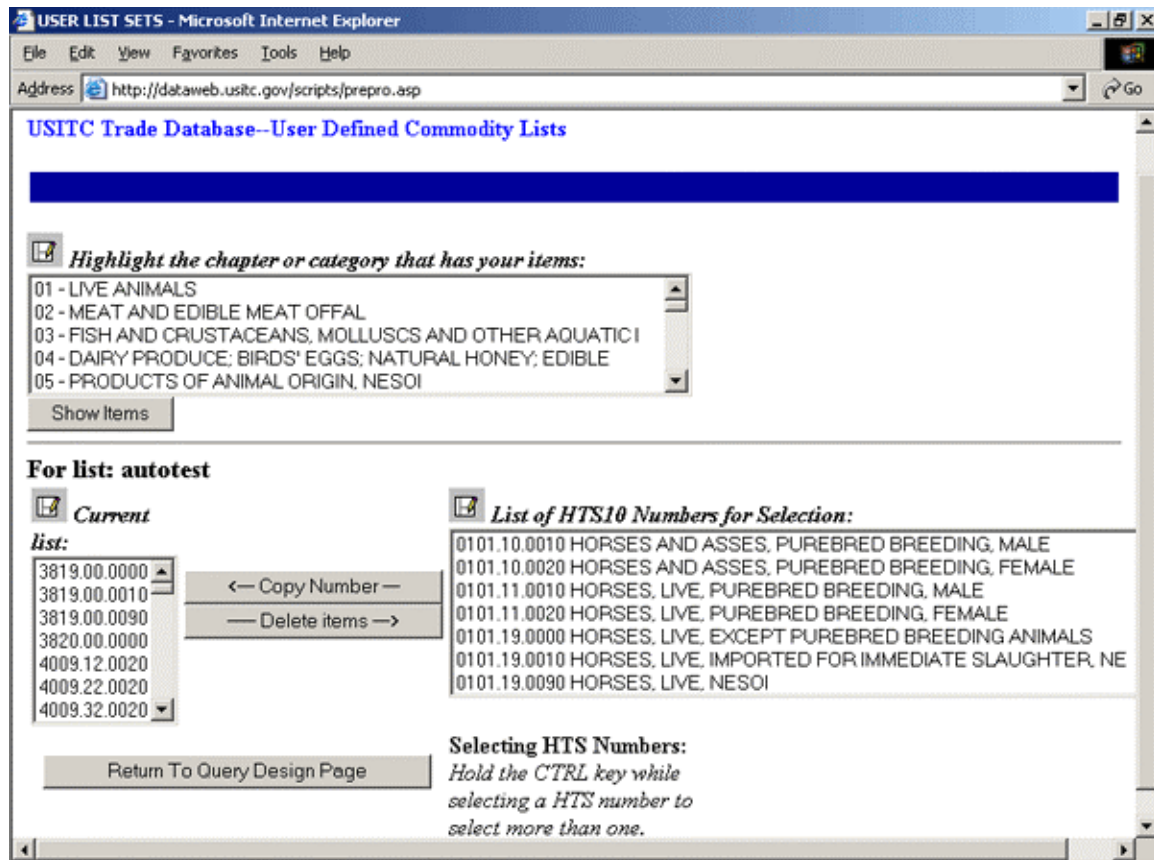 USER LIST SETS - Microsoft Internet Explorer
File Edit View Favorites Tools Help
Address http://dataweb.usitc.gov/scripts/prepro.asp Go
USITC Trade Database--User Defined Commodity Lists
Highlight the chapter or category that has your items:
01 - LIVE ANIMALS
02 - MEAT AND EDIBLE MEAT OFFAL
03 - FISH AND CRUSTACEANS, MOLLUSCS AND OTHER AQUATIC I
04 - DAIRY PRODUCE; BIRDS' EGGS; NATURAL HONEY; EDIBLE
05 - PRODUCTS OF ANIMAL ORIGIN, NESOI
Show Items
For list: autotest
Current
list:
3819.00.0000
3819.00.0010
3819.00.0090
3820.00.0000
4009.12.0020
4009.22.0020
4009.32.0020
<— Copy Number —
— Delete items —>
List of HTS10 Numbers for Selection:
0101.10.0010 HORSES AND ASSES, PUREBRED BREEDING, MALE
0101.10.0020 HORSES AND ASSES, PUREBRED BREEDING, FEMALE
0101.11.0010 HORSES, LIVE, PUREBRED BREEDING, MALE
0101.11.0020 HORSES, LIVE, PUREBRED BREEDING, FEMALE
0101.19.0000 HORSES, LIVE, EXCEPT PUREBRED BREEDING ANIMALS
0101.19.0010 HORSES, LIVE, IMPORTED FOR IMMEDIATE SLAUGHTER, NE
0101.19.0090 HORSES, LIVE, NESOI
Return To Query Design Page
Selecting HTS Numbers:
Hold the CTRL key while
selecting a HTS number to
select more than one.